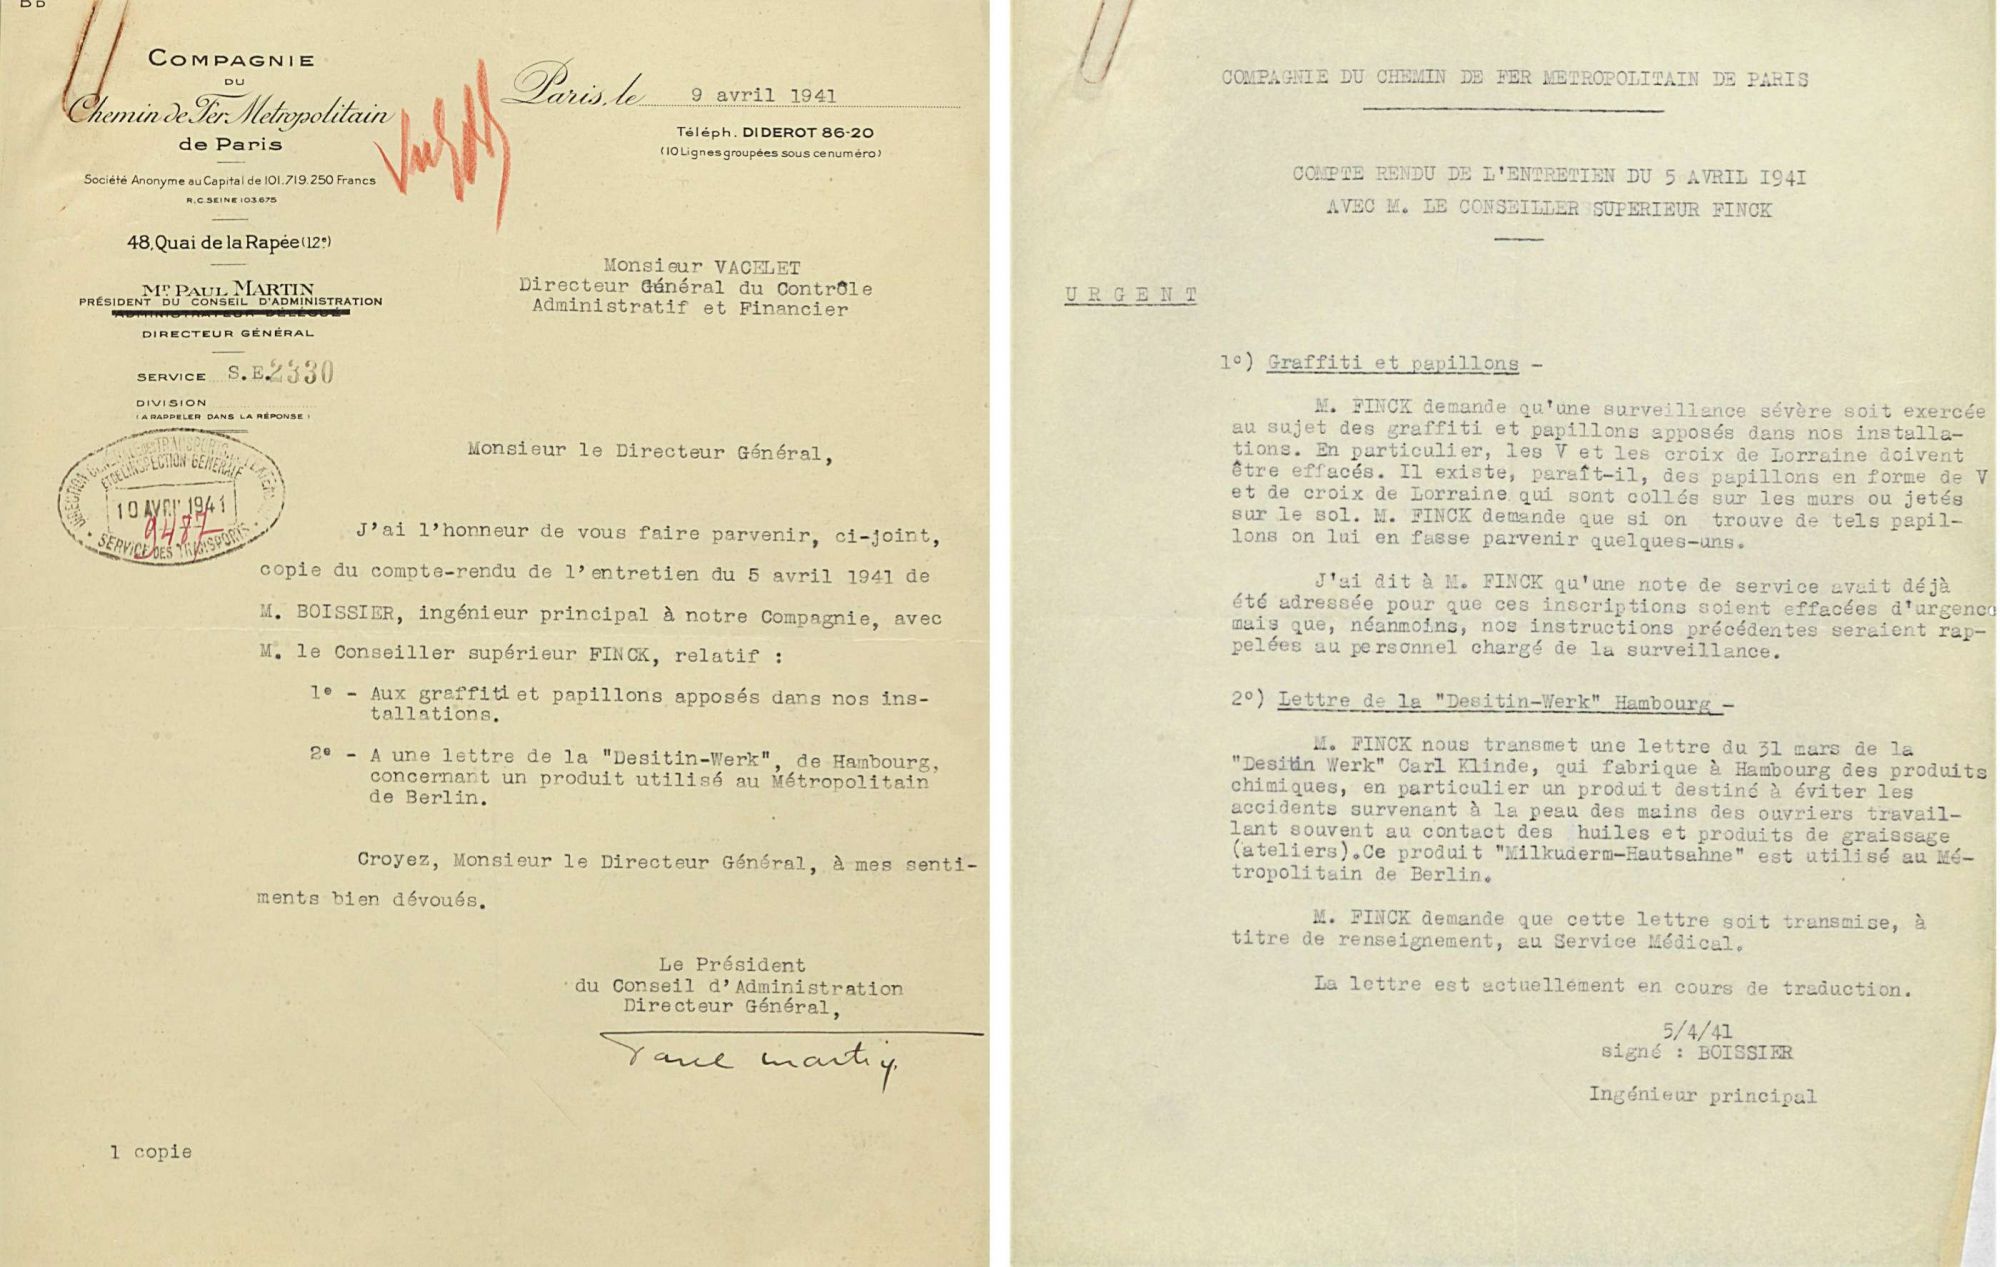 BB
COMPAGNIE
DU
Chemin de Fer Metropolitain
de Paris
Société Anonyme au Capital de 101.719.250 Francs
R.C. SEINE 103.675
48, Quai de la Rapée (12e)
Mr PAUL MARTIN
PRÉSIDENT DU CONSEIL D'ADMINISTRATION
ADMINISTRATEUR DÉLÉGUÉ
DIRECTEUR GÉNÉRAL
SERVICE S.E.2330
DIVISION
(A RAPPELER DANS LA RÉPONSE)
Paris, le 9 avril 1941
Téléph. DIDEROT 86-20
(10 Lignes groupées sous ce numéro)
Monsieur VACELET
Directeur Général du Contrôle
Administratif et Financier
ET DE L'INSPECTION GÉNÉRALE
10 AVRI 1941
9487
SERVICE DES TRANSPORTS
Monsieur le Directeur Général,
J'ai l'honneur de vous faire parvenir, ci-joint,
copie du compte-rendu de l'entretien du 5 avril 1941 de
M. BOISSIER, ingénieur principal à notre Compagnie, avec
M. le Conseiller supérieur FINCK, relatif :
1e - Aux graffiti et papillons apposés dans nos ins-
tallations.
2e - A une lettre de la "Desitin-Werk", de Hambourg,
concernant un produit utilisé au Métropolitain
de Berlin.
Croyez, Monsieur le Directeur Général, à mes senti-
ments bien dévoués.
Le Président
du Conseil d'Administration
Directeur Général,
Paul Martin
1 copie
COMPAGNIE DU CHEMIN DE FER METROPOLITAIN DE PARIS
COMPTE RENDU DE L'ENTRETIEN DU 5 AVRIL 1941
AVEC M. LE CONSEILLER SUPERIEUR FINCK
URGENT
1°) Graffiti et papillons -
M. FINCK demande qu'une surveillance sévère soit exercée
au sujet des graffiti et papillons apposés dans nos installa-
tions. En particulier, les V et les croix de Lorraine doivent
être effacés. Il existe, paraît-il, des papillons en forme de V
et de croix de Lorraine qui sont collés sur les murs ou jetés
sur le sol. M. FINCK demande que si on trouve de tels papil-
lons on lui en fasse parvenir quelques-uns.
J'ai dit à M. FINCK qu'une note de service avait déjà
été adressée pour que ces inscriptions soient effacées d'urgence
mais que, néanmoins, nos instructions précédentes seraient rap-
pelées au personnel chargé de la surveillance.
2°) Lettre de la "Desitin-Werk" Hambourg -
M. FINCK nous transmet une lettre du 31 mars de la
"Desitin Werk" Carl Klinde, qui fabrique à Hambourg des produits
chimiques, en particulier un produit destiné à éviter les
accidents survenant à la peau des mains des ouvriers travail-
lant souvent au contact des huiles et produits de graissage
(ateliers).Ce produit "Milkuderm-Hautsahne" est utilisé au Mé-
tropolitain de Berlin.
M. FINCK demande que cette lettre soit transmise, à
titre de renseignement, au Service Médical.
La lettre est actuellement en cours de traduction.
5/4/41
signé : BOISSIER
Ingénieur principal